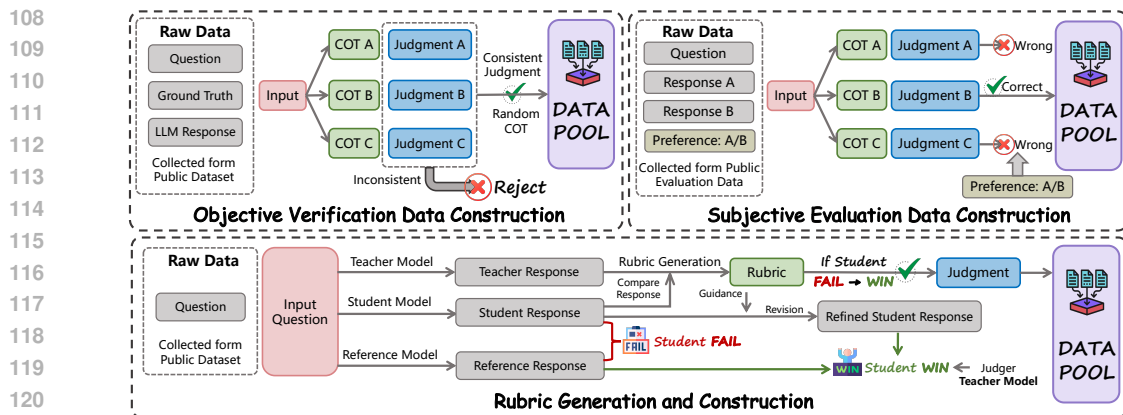 108
109
110
111
112
113
114
115
116
117
118
119
120
Raw Data
Question
Ground Truth
LLM Response
Collected form
Public Dataset
Input
COT A
COT B
COT C
Judgment A
Judgment B
Judgment C
Consistent
Judgment
Random
COT
Inconsistent
Reject
DATA
POOL
Objective Verification Data Construction
Raw Data
Question
Response A
Response B
Preference: A/B
Collected form Public
Evaluation Data
Input
COT A
COT B
COT C
Judgment A
Judgment B
Judgment C
Wrong
Correct
Wrong
Preference: A/B
DATA
POOL
Subjective Evaluation Data Construction
Raw Data
Question
Collected form
Public Dataset
Input
Question
Teacher Model
Student Model
Reference Model
Teacher Response
Student Response
Reference Response
Rubric Generation
Compare
Response
Rubric
Guidance
Revision
If Student
FAIL → WIN
Judgment
Refined Student Response
FAIL
Student FAIL
WIN
Student WIN
Judger
Teacher Model
DATA
POOL
Rubric Generation and Construction